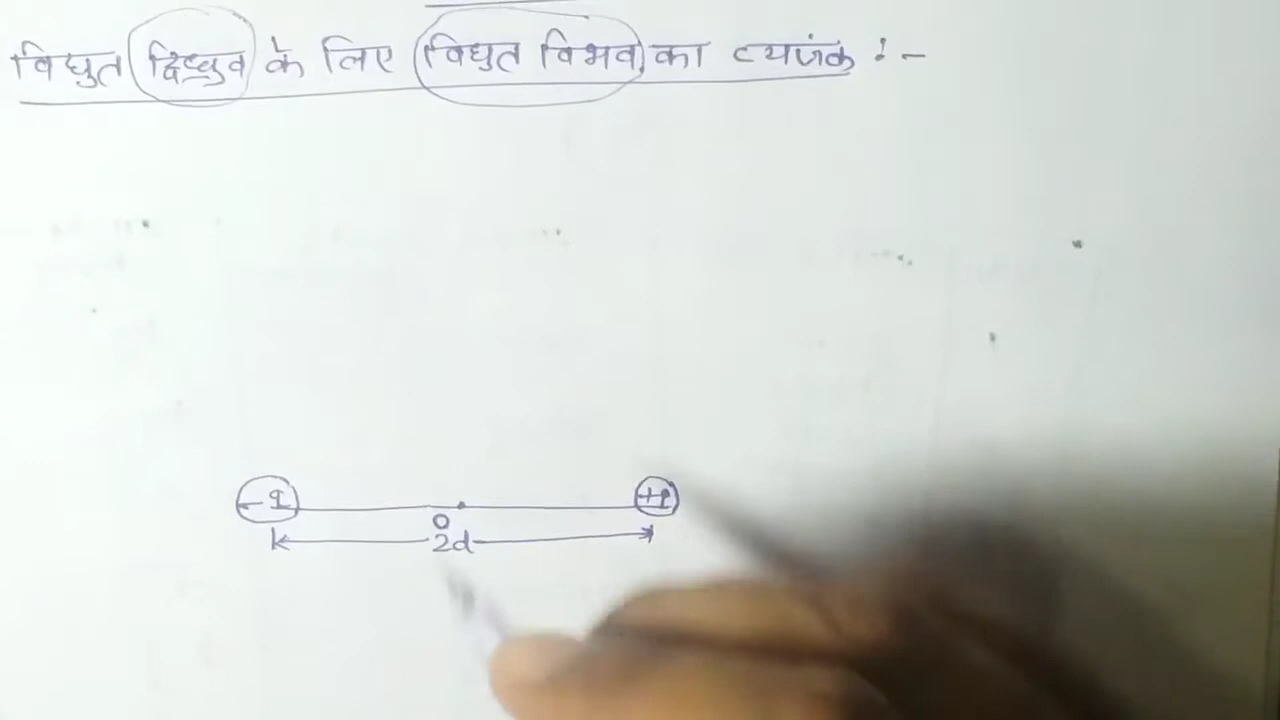 विद्युत द्विध्रुव के लिए विद्युत विभव का व्यंजक :-
-q +q
O
2d